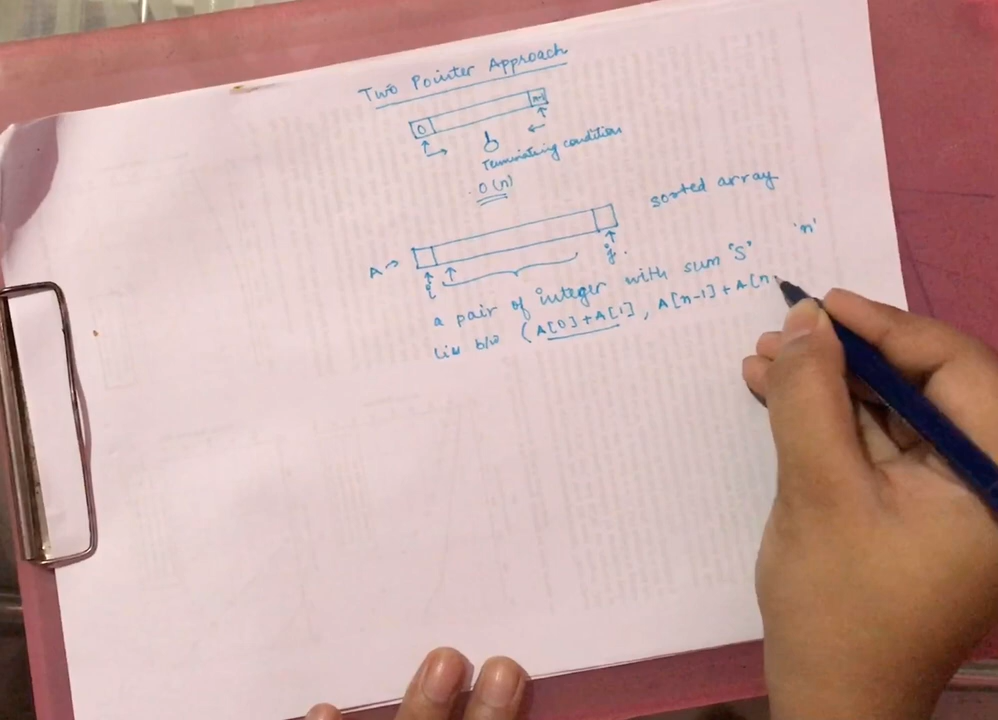 Two Pointer Approach
0 n-1
Terminating condition
O(n)
sorted array
A →
i j
a pair of integer with sum 'S' 'n'
lie b/w (A[0]+A[1], A[n-1]+A[n